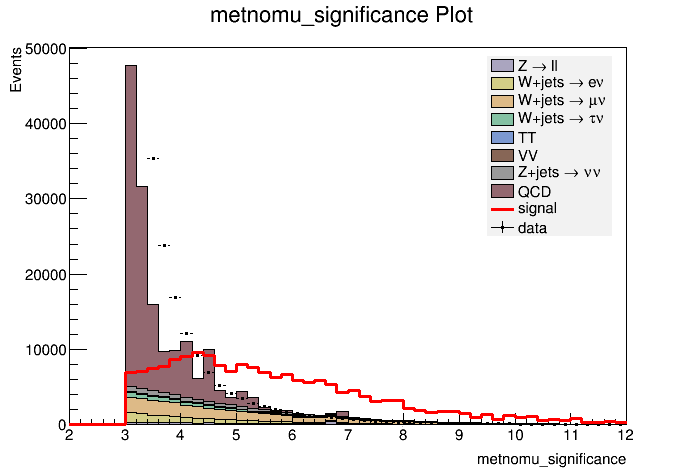 metnomu_significance Plot
Events
50000
40000
30000
20000
10000
0
2 3 4 5 6 7 8 9 10 11 12
metnomu_significance
Z → ll
W+jets → eν
W+jets → μν
W+jets → τν
TT
VV
Z+jets → νν
QCD
signal
data